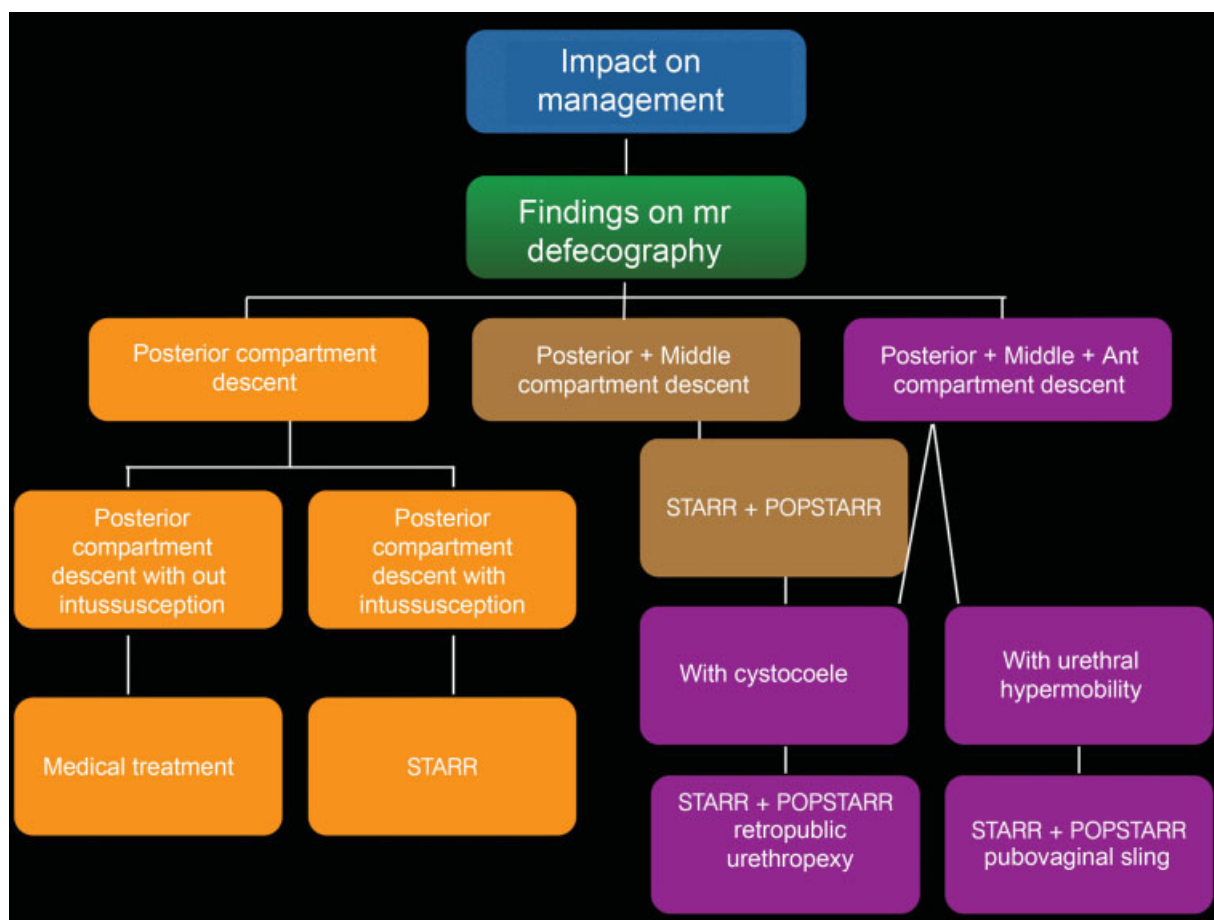 Impact on
management
Findings on mr
defecography
Posterior compartment
descent
Posterior + Middle
compartment descent
Posterior + Middle + Ant
compartment descent
Posterior
compartment
descent with out
intussusception
Posterior
compartment
descent with
intussusception
STARR + POPSTARR
With cystocoele
With urethral
hypermobility
Medical treatment
STARR
STARR + POPSTARR
retropublic
urethropexy
STARR + POPSTARR
pubovaginal sling